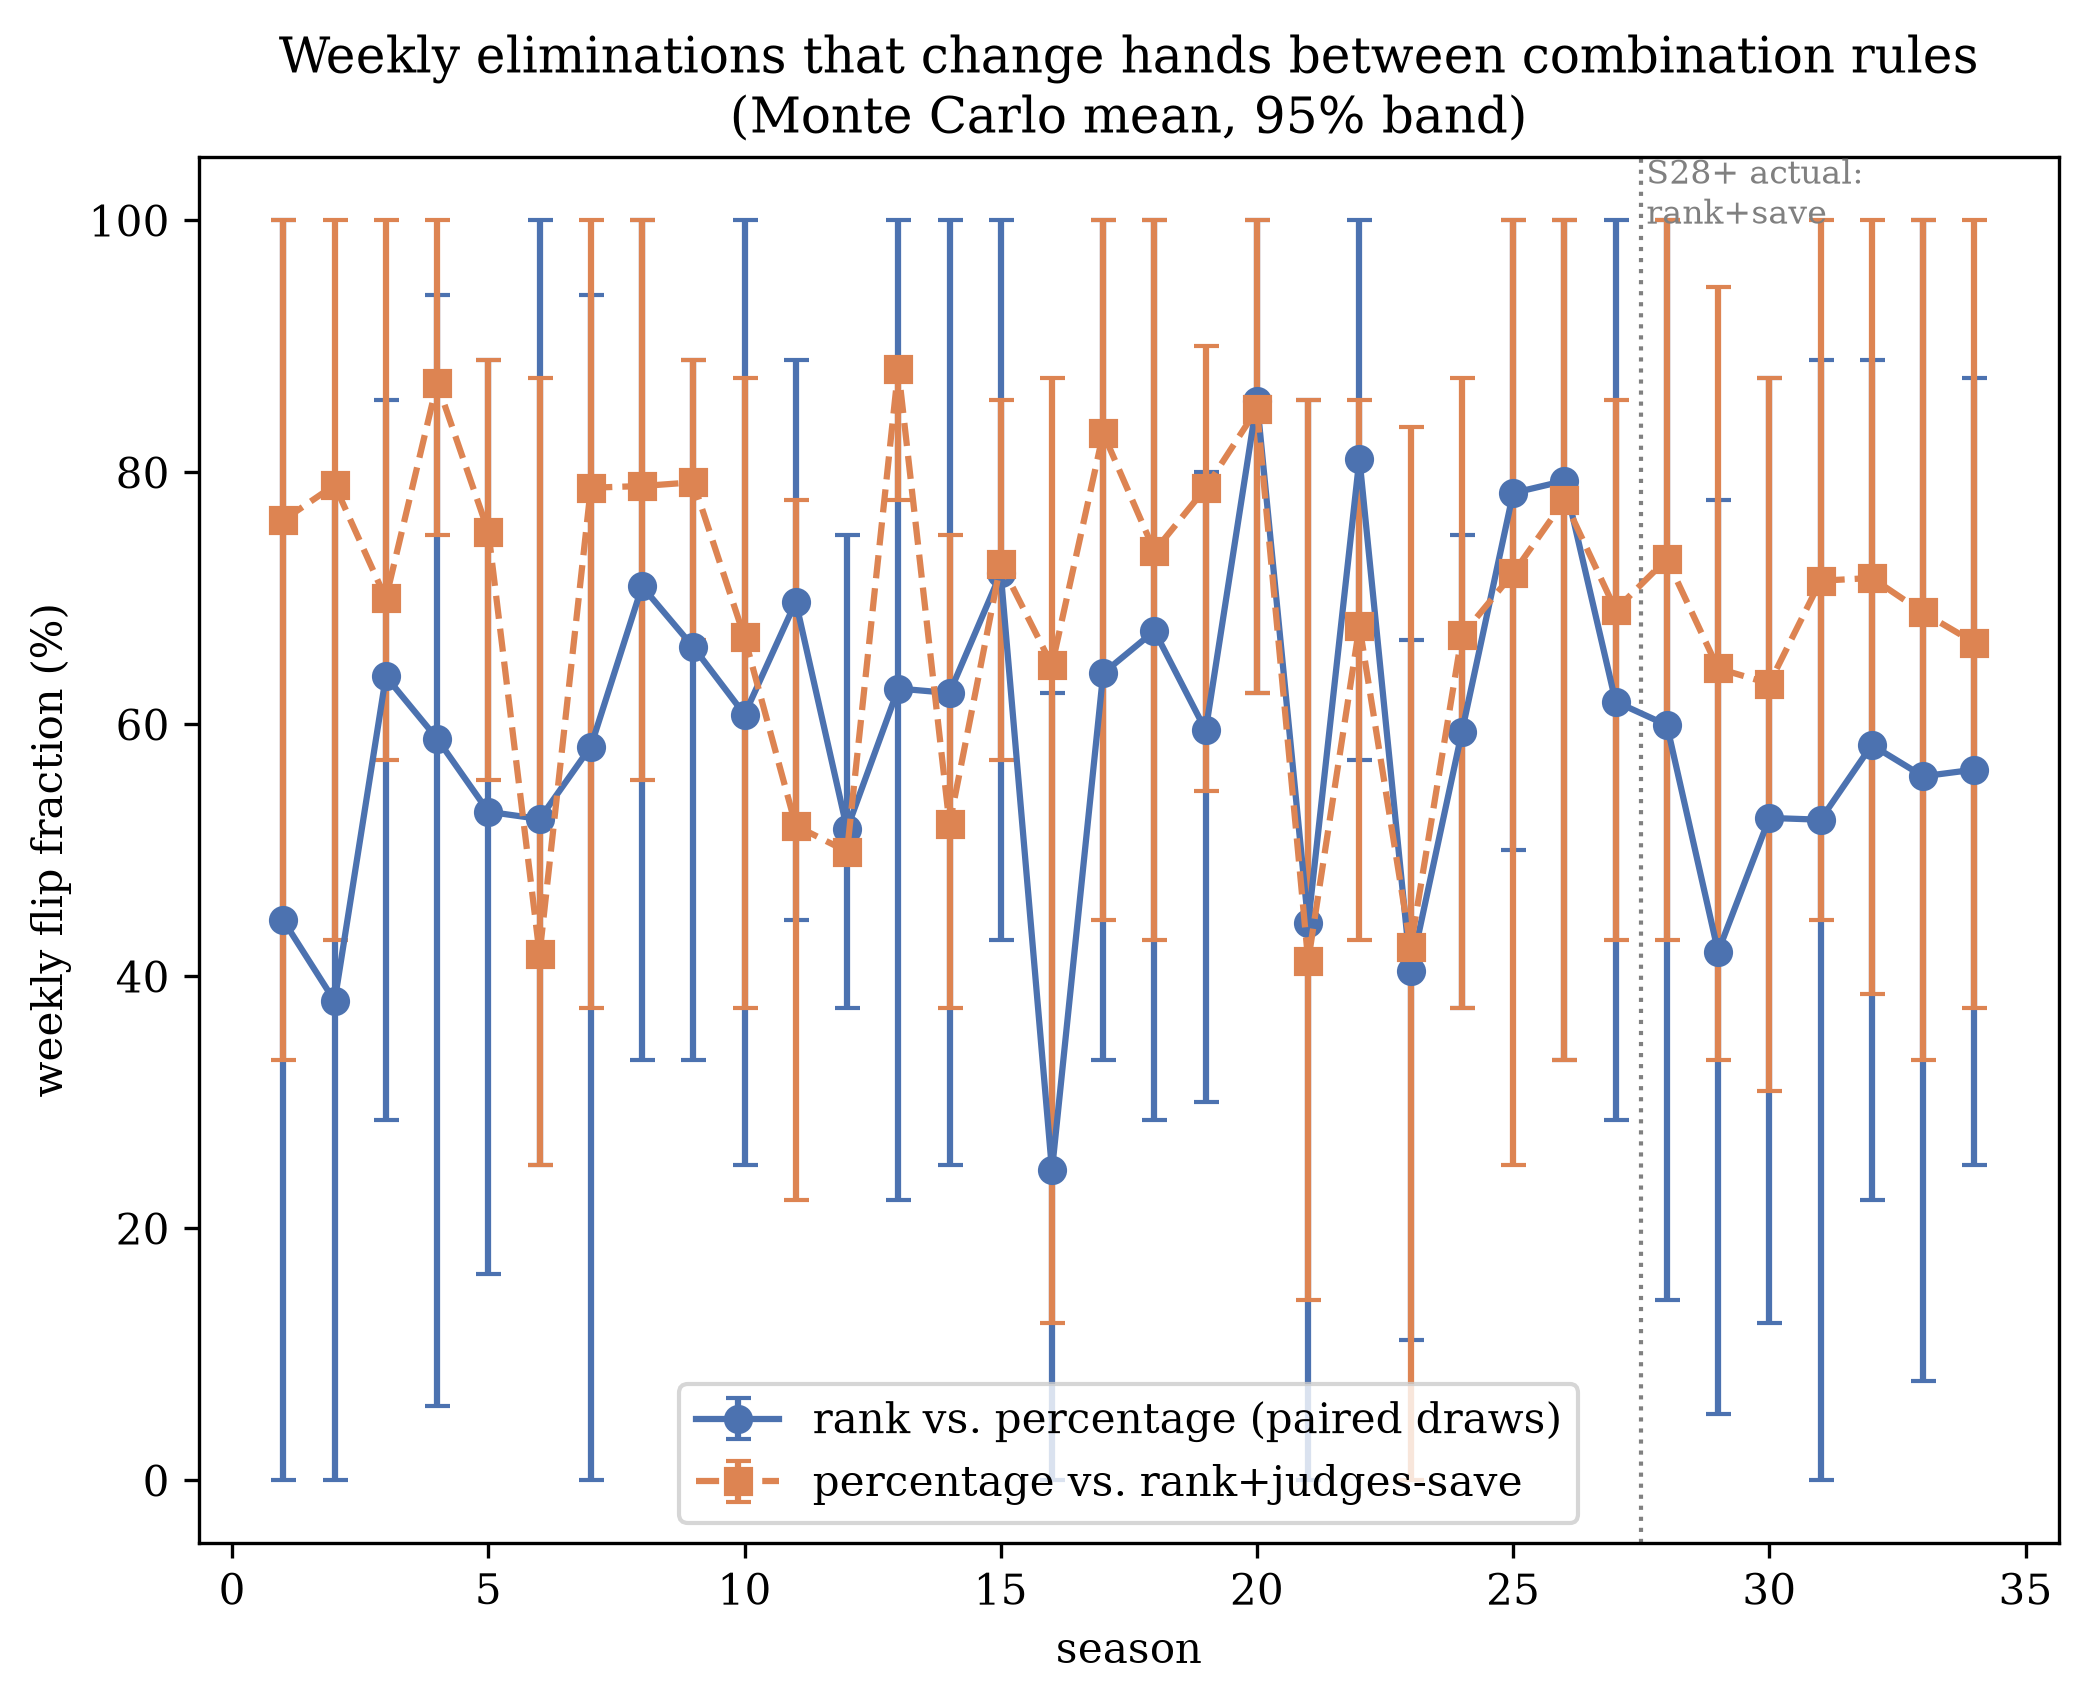 Weekly eliminations that change hands between combination rules
(Monte Carlo mean, 95% band)
S28+ actual:
rank+save
100
80
60
40
20
0
weekly flip fraction (%)
rank vs. percentage (paired draws)
percentage vs. rank+judges-save
0 5 10 15 20 25 30 35
season